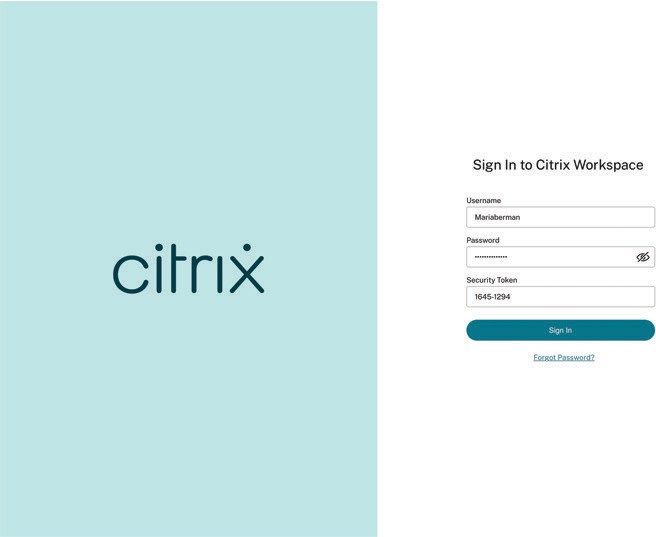 citrix
Sign In to Citrix Workspace
Username
Mariaberman
Password
••••••••••••••
Security Token
1645-1294
Sign In
Forgot Password?